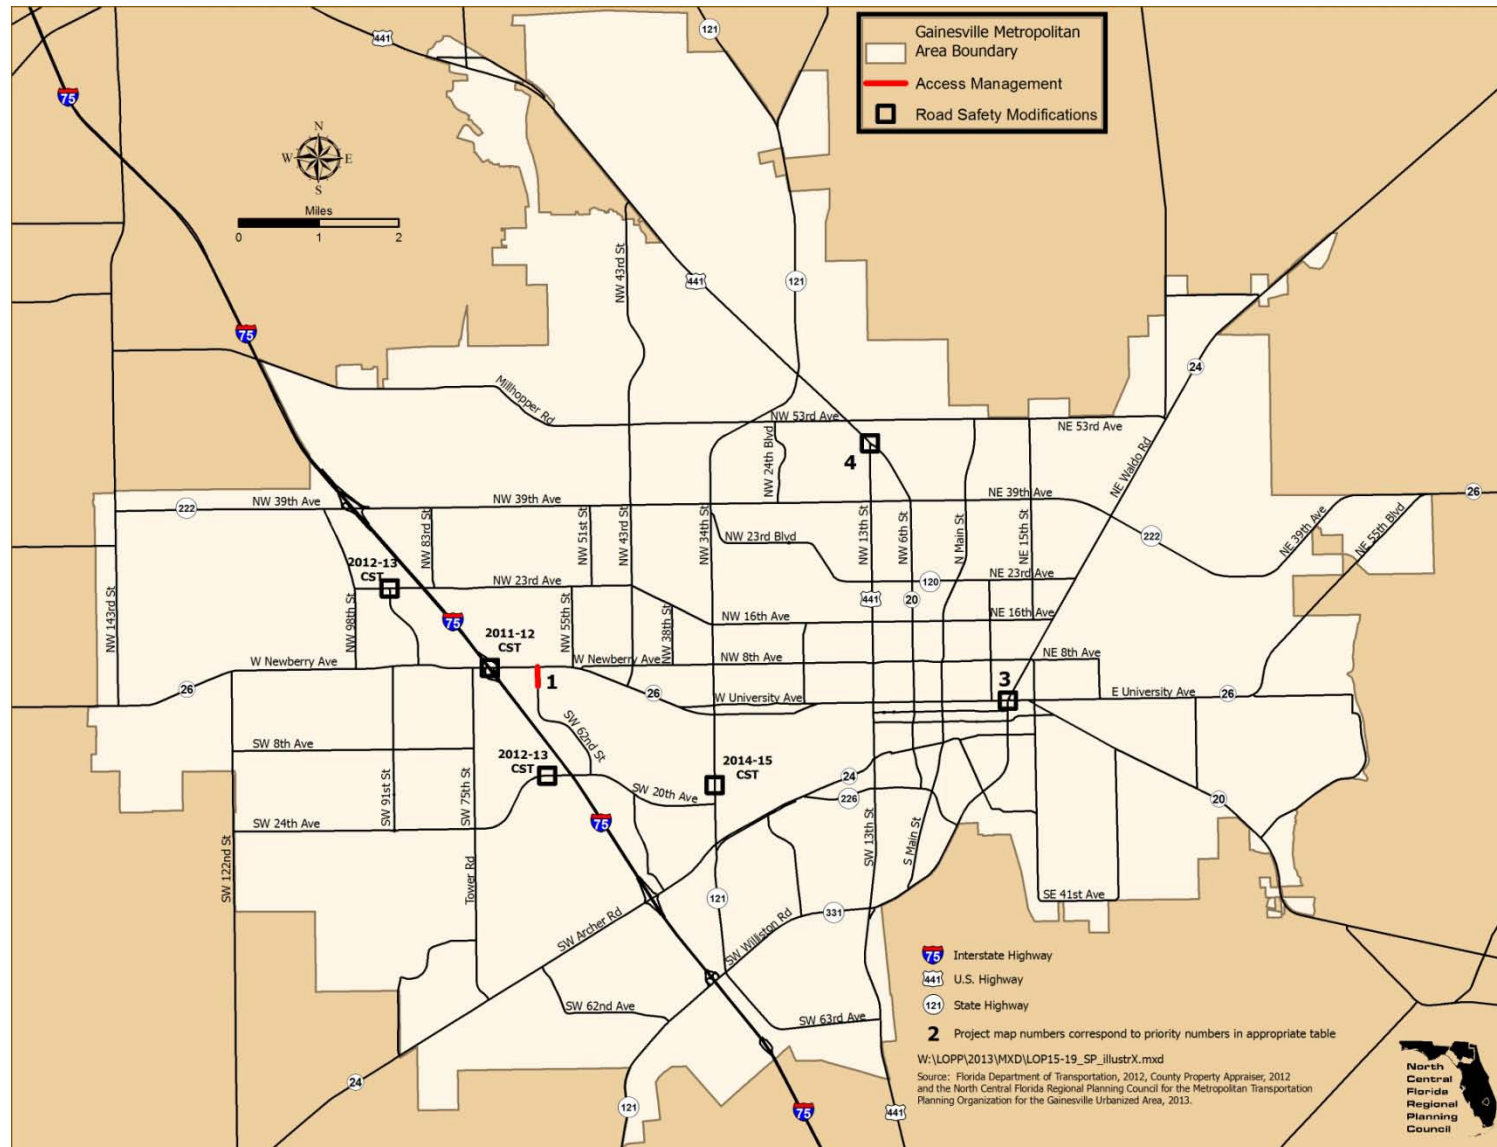 Gainesville Metropolitan
Area Boundary
Access Management
Road Safety Modifications
441
121
75
N
W
E
S
Miles
0
1
2
NW 43rd St
441
121
75
24
Millhopper Rd
NW 53rd Ave
NE 53rd Ave
NW 24th Blvd
4
NE Waldo Rd
26
222
NW 39th Ave
NW 39th Ave
NE 39th Ave
NE 39th Ave
NE 55th Blvd
222
NW 83rd St
NW 51st St
NW 43rd St
NW 34th St
NW 23rd Blvd
NW 13th St
NW 6th St
N Main St
NE 15th St
2012-13
CST
NW 23rd Ave
120
NE 23rd Ave
NW 143rd St
NW 98th St
75
NW 55th St
NW 38th St
NW 16th Ave
441
20
NE 16th Ave
2011-12
CST
W Newberry Ave
W Newberry Ave
NW 8th Ave
NE 8th Ave
26
1
26
W University Ave
3
E University Ave
26
SW 8th Ave
SW 62nd St
2012-13
CST
2014-15
CST
SW 91st St
SW 75th St
SW 20th Ave
24
226
20
SW 24th Ave
75
SW 122nd St
Tower Rd
SW 13th St
S Main St
121
SE 41st Ave
SW Archer Rd
SW Williston Rd
331
SW 62nd Ave
SW 63rd Ave
24
121
75
441
75
Interstate Highway
441
U.S. Highway
121
State Highway
2
Project map numbers correspond to priority numbers in appropriate table
W:\LOPP\2013\MXD\LOP15-19_SP_illustrX.mxd
Source: Florida Department of Transportation, 2012, County Property Appraiser, 2012
and the North Central Florida Regional Planning Council for the Metropolitan Transportation
Planning Organization for the Gainesville Urbanized Area, 2013.
North
Central
Florida
Regional
Planning
Council